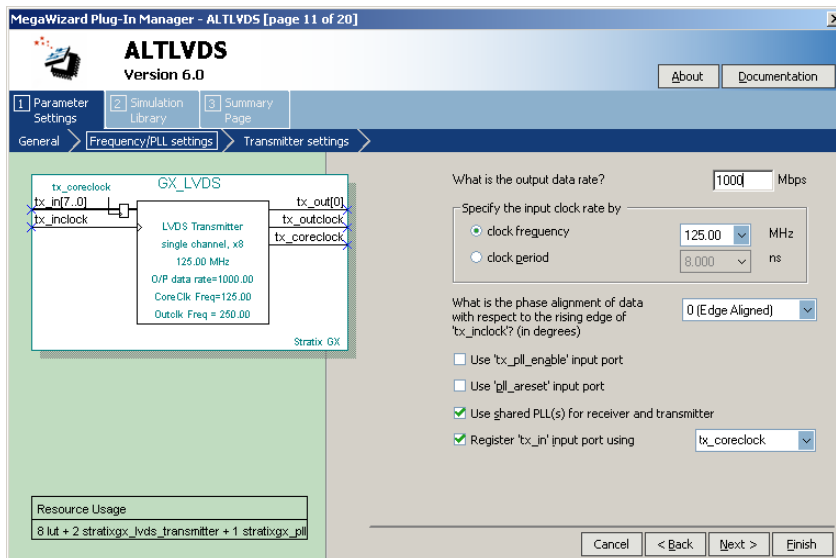 MegaWizard Plug-In Manager - ALTLVDS [page 11 of 20]
ALTLVDS
Version 6.0
About
Documentation
1 Parameter Settings
2 Simulation Library
3 Summary Page
General
Frequency/PLL settings
Transmitter settings
tx_coreclock
GX_LVDS
tx_in[7..0]
tx_out[0]
tx_inclock
tx_outclock
tx_coreclock
LVDS Transmitter
single channel, x8
125.00 MHz
O/P data rate=1000.00
CoreClk Freq=125.00
Outclk Freq = 250.00
Stratix GX
What is the output data rate? 1000 Mbps
Specify the input clock rate by
clock frequency 125.00 MHz
clock period 8.000 ns
What is the phase alignment of data
with respect to the rising edge of
'tx_inclock'? (in degrees)
0 (Edge Aligned)
Use 'tx_pll_enable' input port
Use 'pll_areset' input port
Use shared PLL(s) for receiver and transmitter
Register 'tx_in' input port using tx_coreclock
Resource Usage
8 lut + 2 stratixgx_lvds_transmitter + 1 stratixgx_pll
Cancel
< Back
Next >
Finish